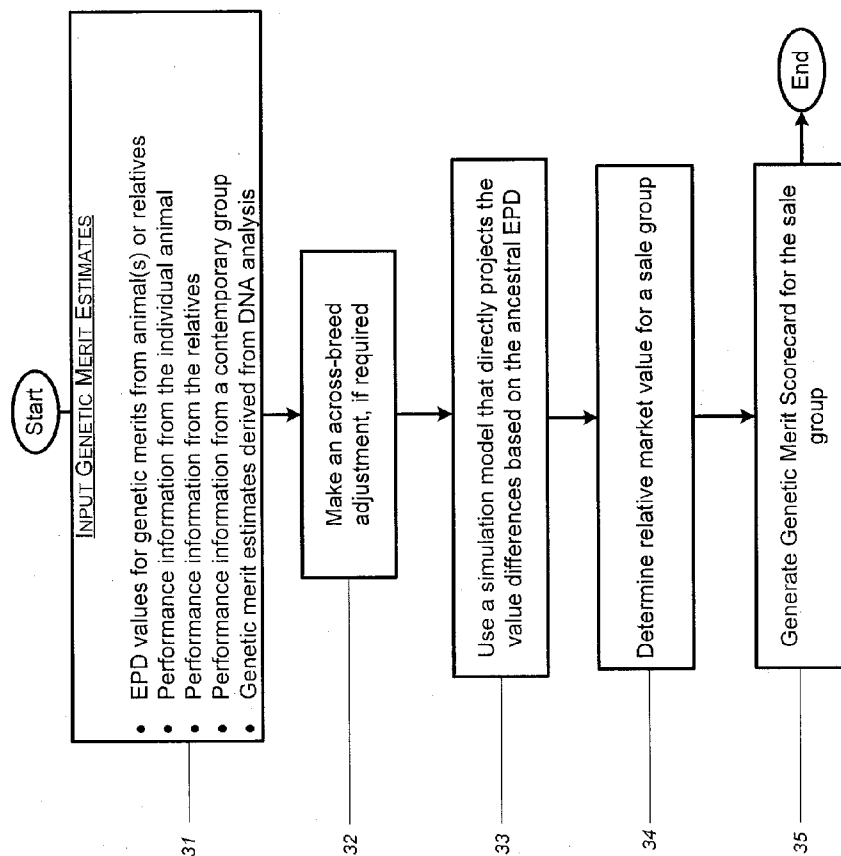 Start
INPUT GENETIC MERIT ESTIMATES
• EPD values for genetic merits from animal(s) or relatives
• Performance information from the individual animal
• Performance information from the relatives
• Performance information from a contemporary group
• Genetic merit estimates derived from DNA analysis
31
Make an across-breed
adjustment, if required
32
Use a simulation model that directly projects the
value differences based on the ancestral EPD
33
Determine relative market value for a sale group
34
Generate Genetic Merit Scorecard for the sale
group
35
End